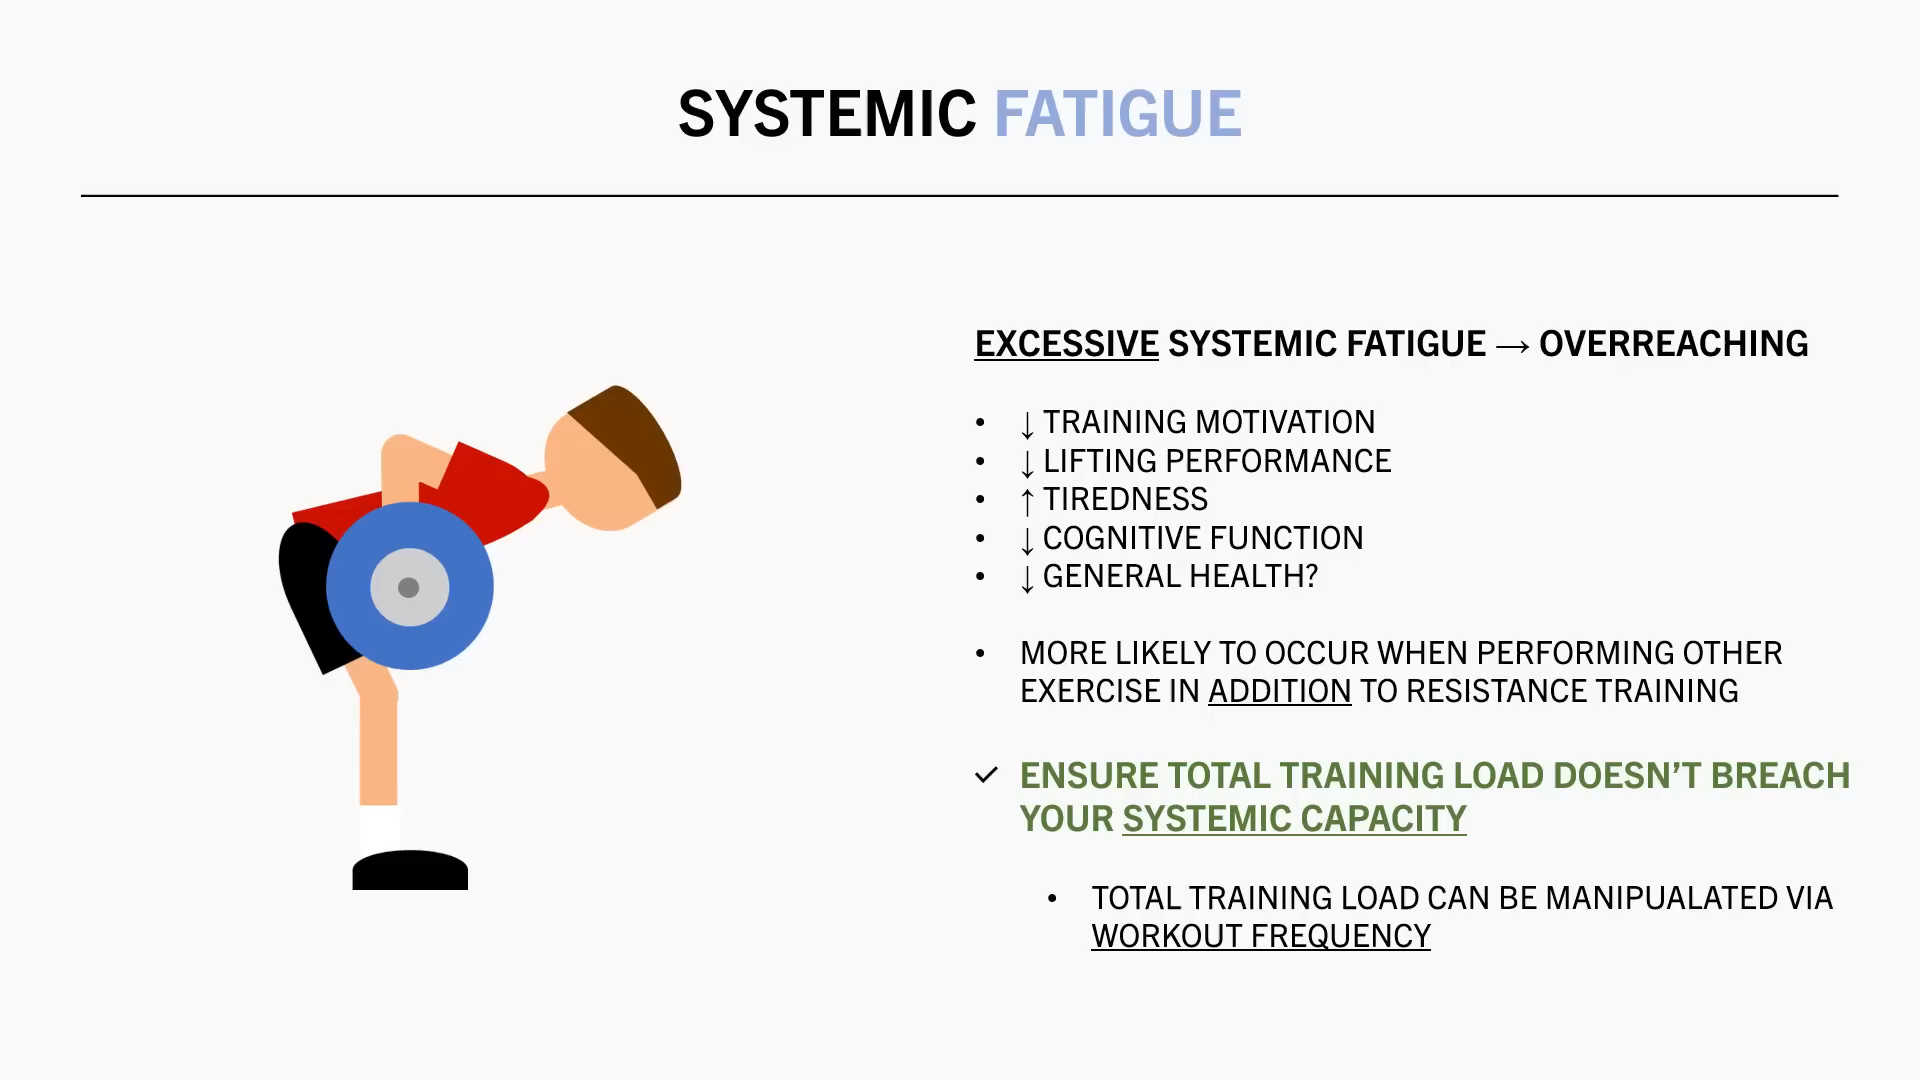 SYSTEMIC FATIGUE
EXCESSIVE SYSTEMIC FATIGUE → OVERREACHING
• ↓ TRAINING MOTIVATION
• ↓ LIFTING PERFORMANCE
• ↑ TIREDNESS
• ↓ COGNITIVE FUNCTION
• ↓ GENERAL HEALTH?
• MORE LIKELY TO OCCUR WHEN PERFORMING OTHER
EXERCISE IN ADDITION TO RESISTANCE TRAINING
✓ ENSURE TOTAL TRAINING LOAD DOESN’T BREACH
YOUR SYSTEMIC CAPACITY
• TOTAL TRAINING LOAD CAN BE MANIPUALATED VIA
WORKOUT FREQUENCY